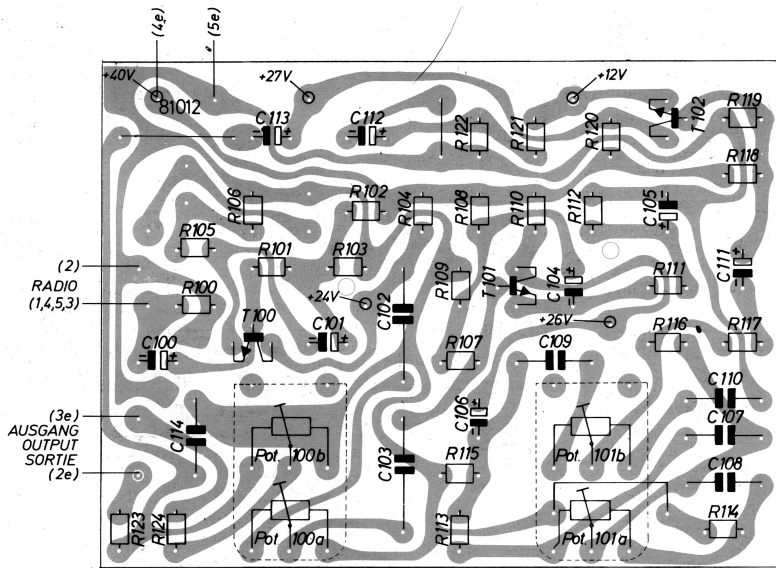 (4e)
(5e)
+40V
+27V
+12V
81012
C113
C112
R122
R121
R120
T102
R119
R118
R106
R102
R104
R108
R110
R112
C105
R105
R101
R103
R109
T101
C104
R111
C111
(2)
RADIO
(1,4,5,3)
R100
+24V
C102
+26V
T100
C100
C101
R107
C109
R116
R117
(3e)
AUSGANG
OUTPUT
SORTIE
(2e)
C114
Pot. 100b
C103
C106
R115
Pot. 101b
C110
C107
C108
R123
R124
Pot. 100a
R113
Pot. 101a
R114